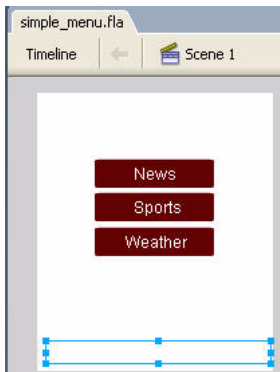 simple_menu.fla
Timeline Scene 1
News
Sports
Weather